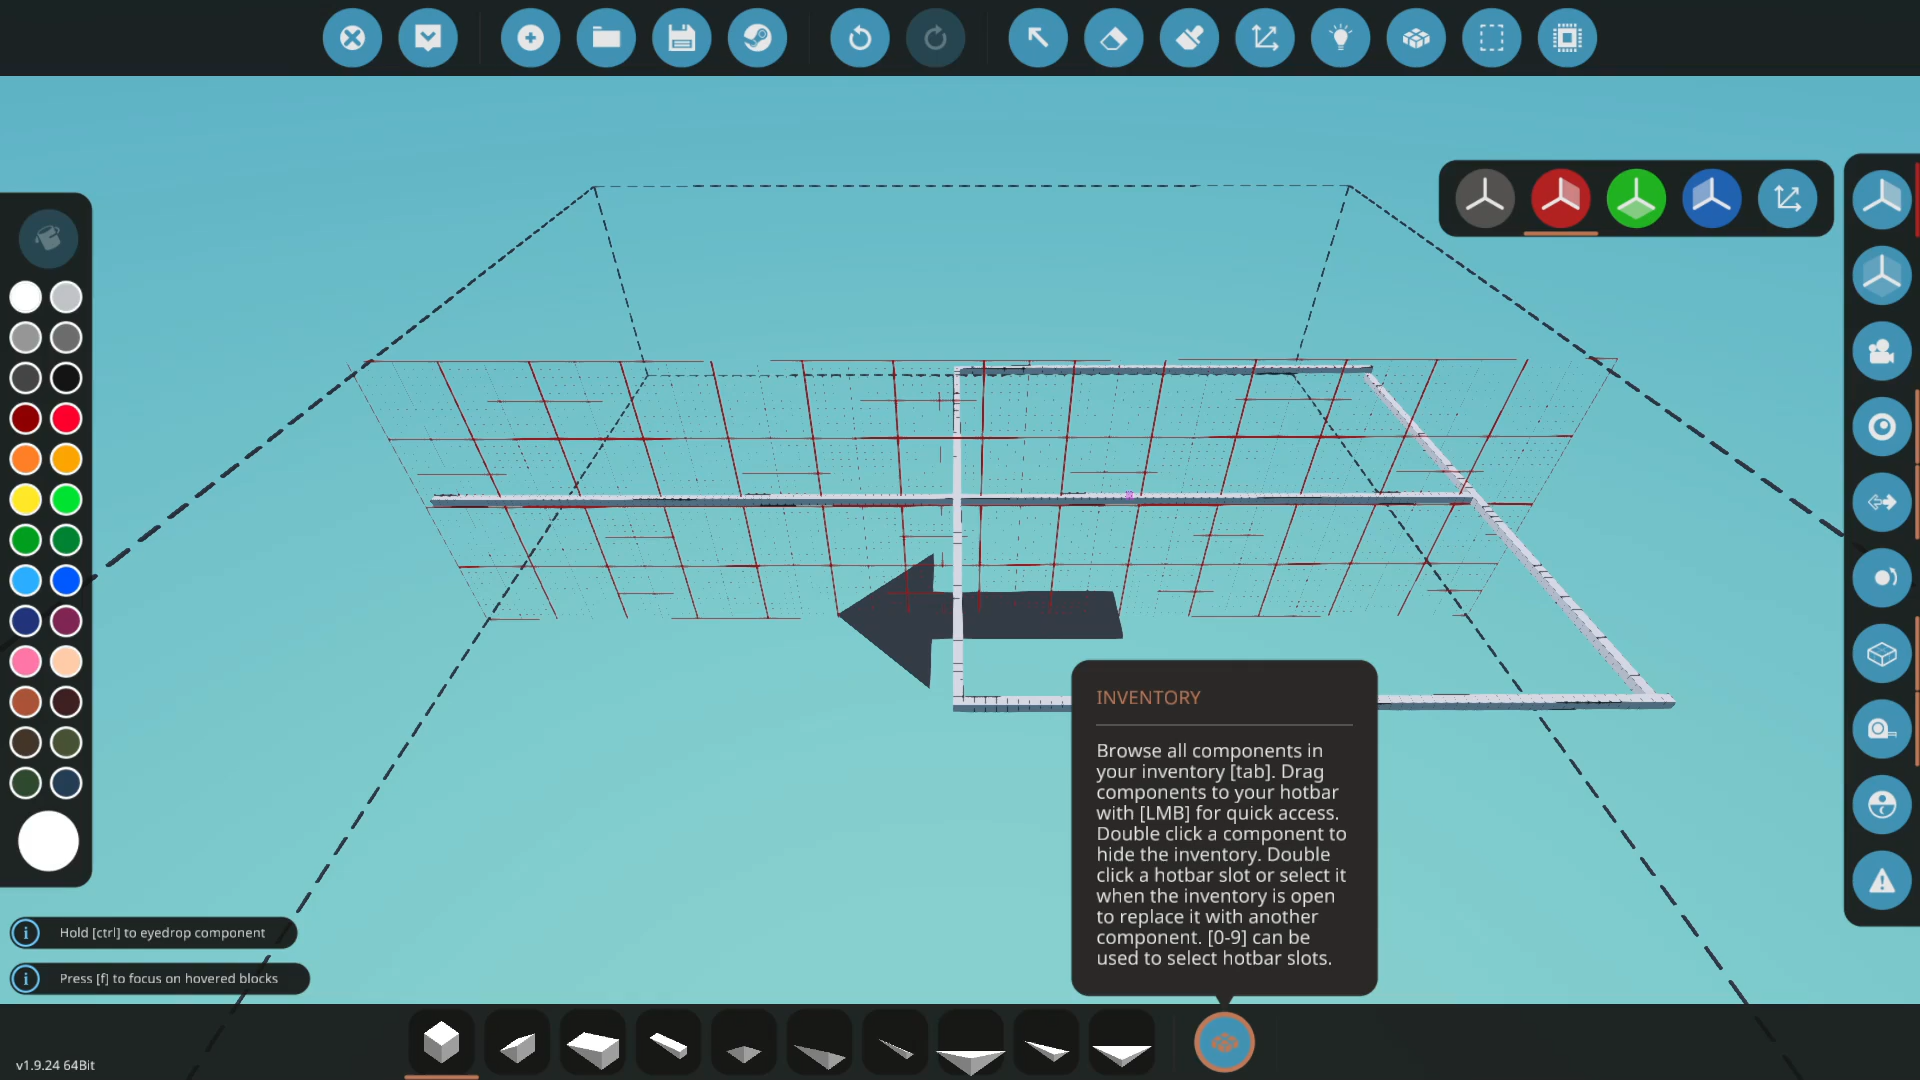 INVENTORY
Browse all components in
your inventory [tab]. Drag
components to your hotbar
with [LMB] for quick access.
Double click a component to
hide the inventory. Double
click a hotbar slot or select it
when the inventory is open
to replace it with another
component. [0-9] can be
used to select hotbar slots.
Hold [ctrl] to eyedrop component
Press [f] to focus on hovered blocks
v1.9.24 64Bit